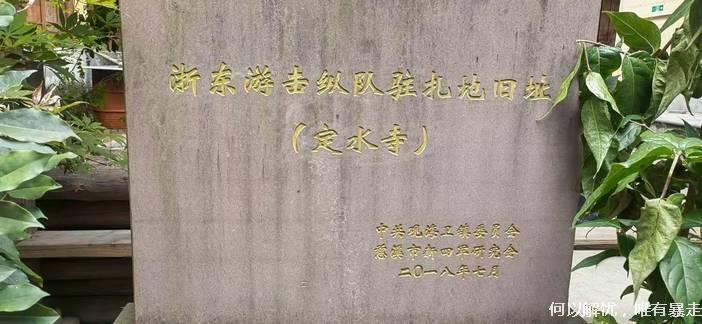 浙东游击纵队驻扎地旧址
（定水寺）
中共观海卫镇委员会
慈溪市新四军研究会
二〇一八年七月
何以解忧，唯有暴走